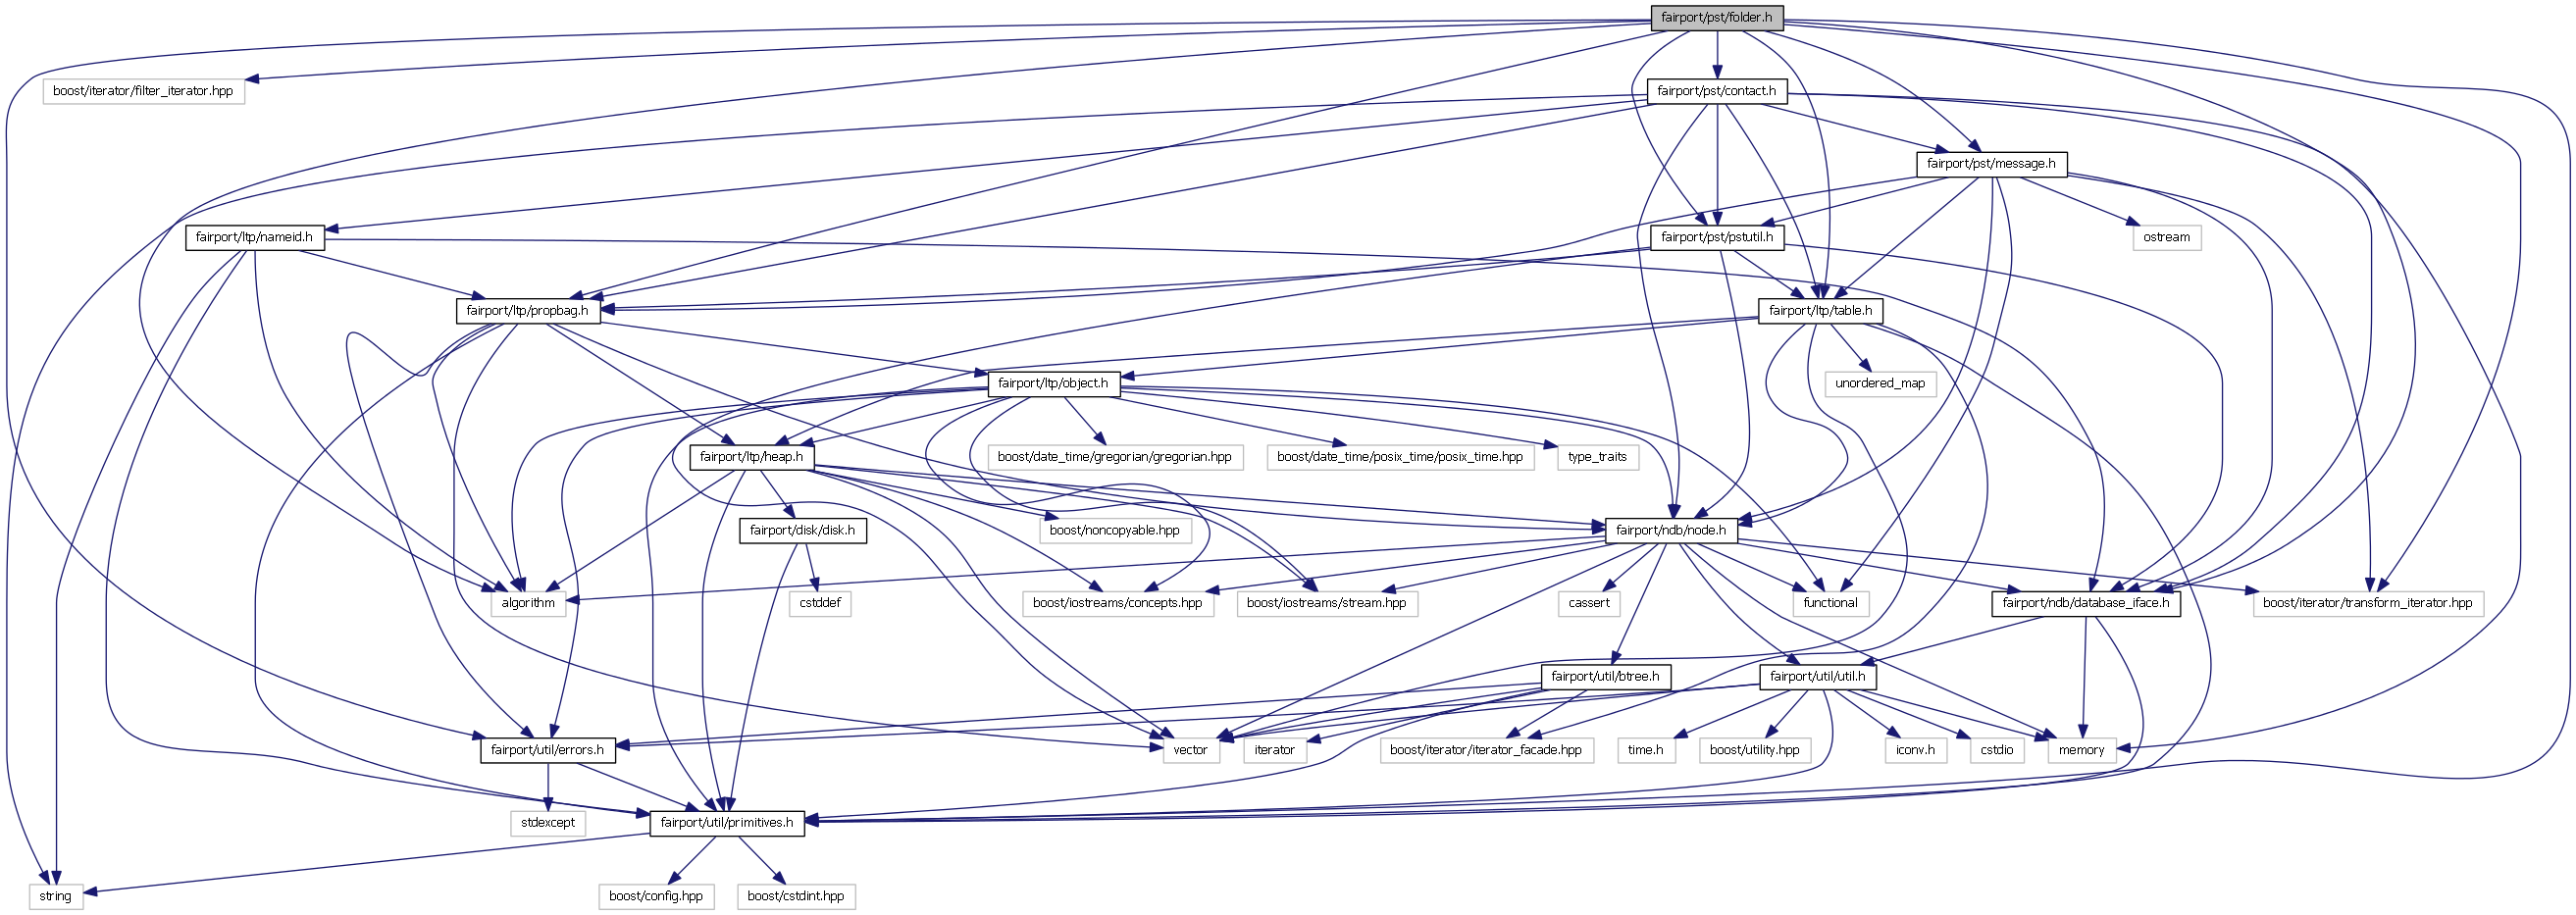 fairport/pst/folder.h
boost/iterator/filter_iterator.hpp
fairport/pst/contact.h
fairport/pst/message.h
fairport/ltp/nameid.h
fairport/pst/pstutil.h
ostream
fairport/ltp/propbag.h
fairport/ltp/table.h
fairport/ltp/object.h
unordered_map
fairport/ltp/heap.h
boost/date_time/gregorian/gregorian.hpp
boost/date_time/posix_time/posix_time.hpp
type_traits
fairport/disk/disk.h
boost/noncopyable.hpp
fairport/ndb/node.h
algorithm
cstddef
boost/iostreams/concepts.hpp
boost/iostreams/stream.hpp
cassert
functional
fairport/ndb/database_iface.h
boost/iterator/transform_iterator.hpp
fairport/util/btree.h
fairport/util/util.h
fairport/util/errors.h
vector
iterator
boost/iterator/iterator_facade.hpp
time.h
boost/utility.hpp
iconv.h
cstdio
memory
stdexcept
fairport/util/primitives.h
string
boost/config.hpp
boost/cstdint.hpp